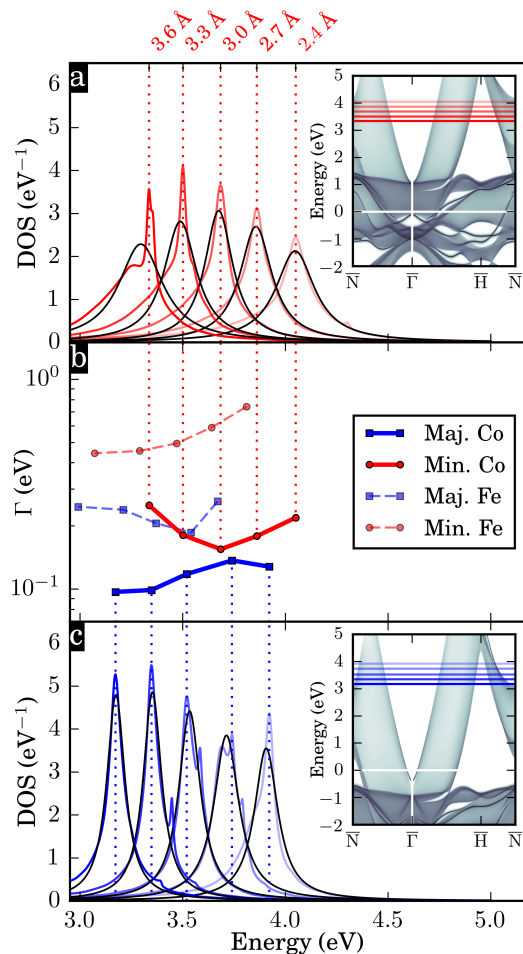 3.6 Å
3.3 Å
3.0 Å
2.7 Å
2.4 Å
a
DOS (eV⁻¹)
6
5
4
3
2
1
0
Energy (eV)
5
4
3
2
1
0
−1
−2
N̅
Γ̅
H̅
N̅
b
Γ (eV)
10⁰
10⁻¹
Maj. Co
Min. Co
Maj. Fe
Min. Fe
c
DOS (eV⁻¹)
6
5
4
3
2
1
0
Energy (eV)
5
4
3
2
1
0
−1
−2
N̅
Γ̅
H̅
N̅
3.0
3.5
4.0
4.5
5.0
Energy (eV)